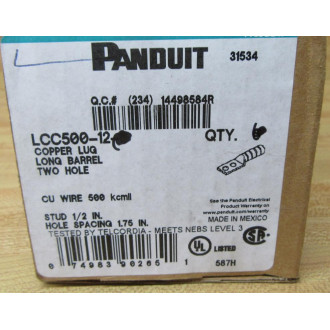 PANDUIT
31534
Q.C.# (234) 14498584R
LCC500-12-
QTY. 6
COPPER LUG
LONG BARREL
TWO HOLE
CU WIRE 500 kcmil
See Panduit Electrical
Product Warranty on
www.panduit.com/warranty
MADE IN MEXICO
STUD 1/2 IN.
HOLE SPACING 1.75 IN.
TESTED BY TELCORDIA - MEETS NEBS LEVEL 3
UL LISTED
587H
0 74983 90265 1